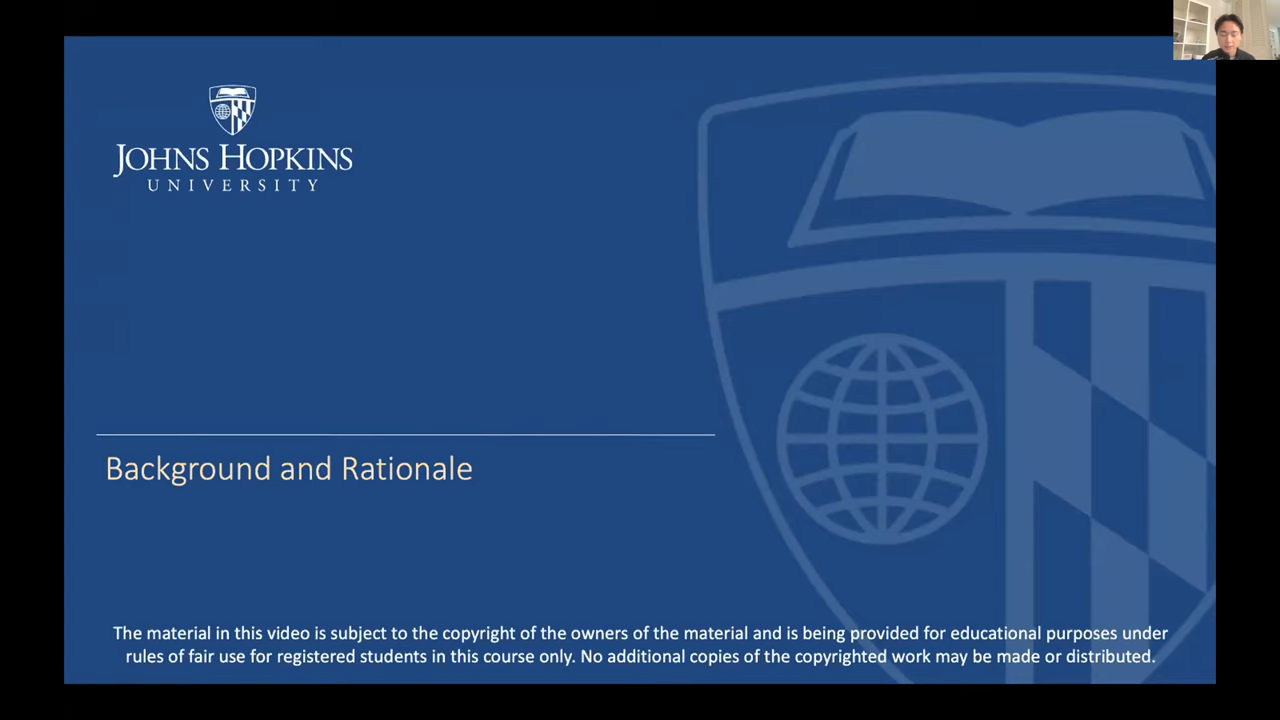 JOHNS HOPKINS
UNIVERSITY
Background and Rationale
The material in this video is subject to the copyright of the owners of the material and is being provided for educational purposes under
rules of fair use for registered students in this course only. No additional copies of the copyrighted work may be made or distributed.